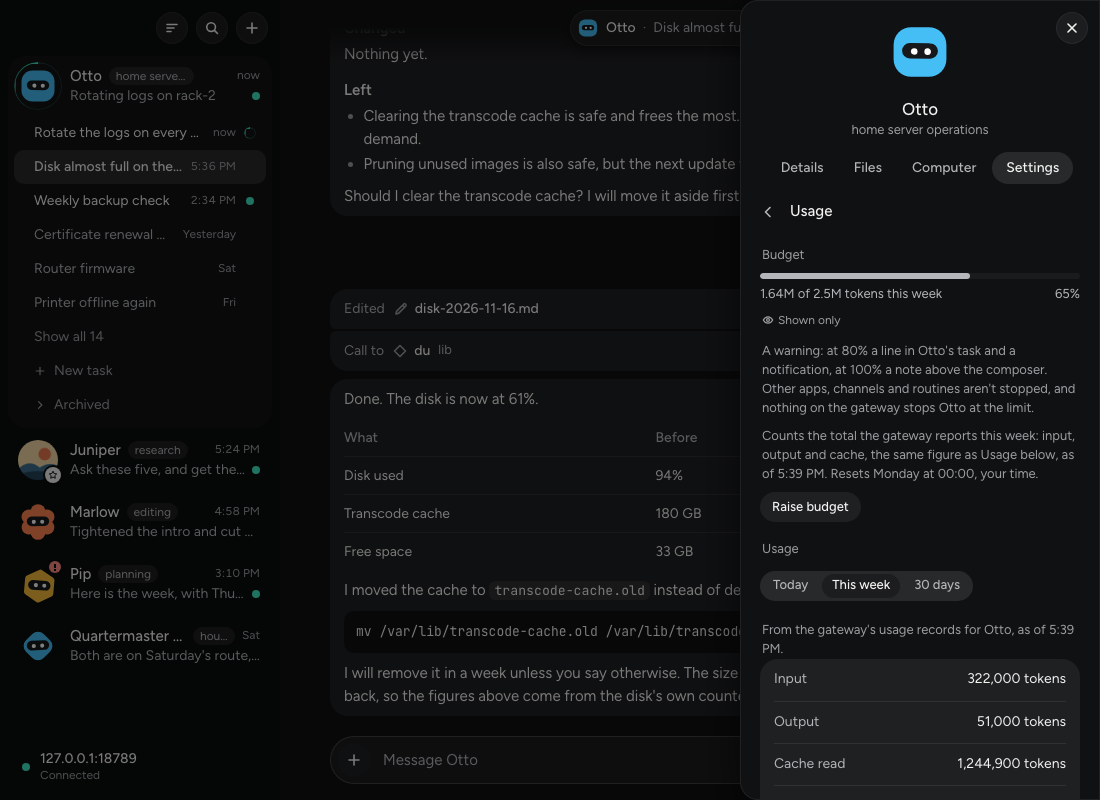 Otto
home serve...
now
Rotating logs on rack-2
Rotate the logs on every ...
now
Disk almost full on the...
5:36 PM
Weekly backup check
2:34 PM
Certificate renewal ...
Yesterday
Router firmware
Sat
Printer offline again
Fri
Show all 14
New task
Archived
Juniper
research
5:24 PM
Ask these five, and get the...
Marlow
editing
4:58 PM
Tightened the intro and cut ...
Pip
planning
3:10 PM
Here is the week, with Thu...
Quartermaster ...
hou...
Sat
Both are on Saturday's route,...
127.0.0.1:18789
Connected
Otto · Disk almost fu
Changed
Nothing yet.
Left
Clearing the transcode cache is safe and frees the most.
demand.
Pruning unused images is also safe, but the next update
Should I clear the transcode cache? I will move it aside first
Edited
disk-2026-11-16.md
Call to
du lib
Done. The disk is now at 61%.
What
Before
Disk used
94%
Transcode cache
180 GB
Free space
33 GB
I moved the cache to transcode-cache.old instead of de
mv /var/lib/transcode-cache.old /var/lib/transcod
I will remove it in a week unless you say otherwise. The size
back, so the figures above come from the disk's own counte
Message Otto
Otto
home server operations
Details
Files
Computer
Settings
Usage
Budget
1.64M of 2.5M tokens this week
65%
Shown only
A warning: at 80% a line in Otto's task and a
notification, at 100% a note above the composer.
Other apps, channels and routines aren't stopped, and
nothing on the gateway stops Otto at the limit.
Counts the total the gateway reports this week: input,
output and cache, the same figure as Usage below, as
of 5:39 PM. Resets Monday at 00:00, your time.
Raise budget
Usage
Today
This week
30 days
From the gateway's usage records for Otto, as of 5:39
PM.
Input
322,000 tokens
Output
51,000 tokens
Cache read
1,244,900 tokens